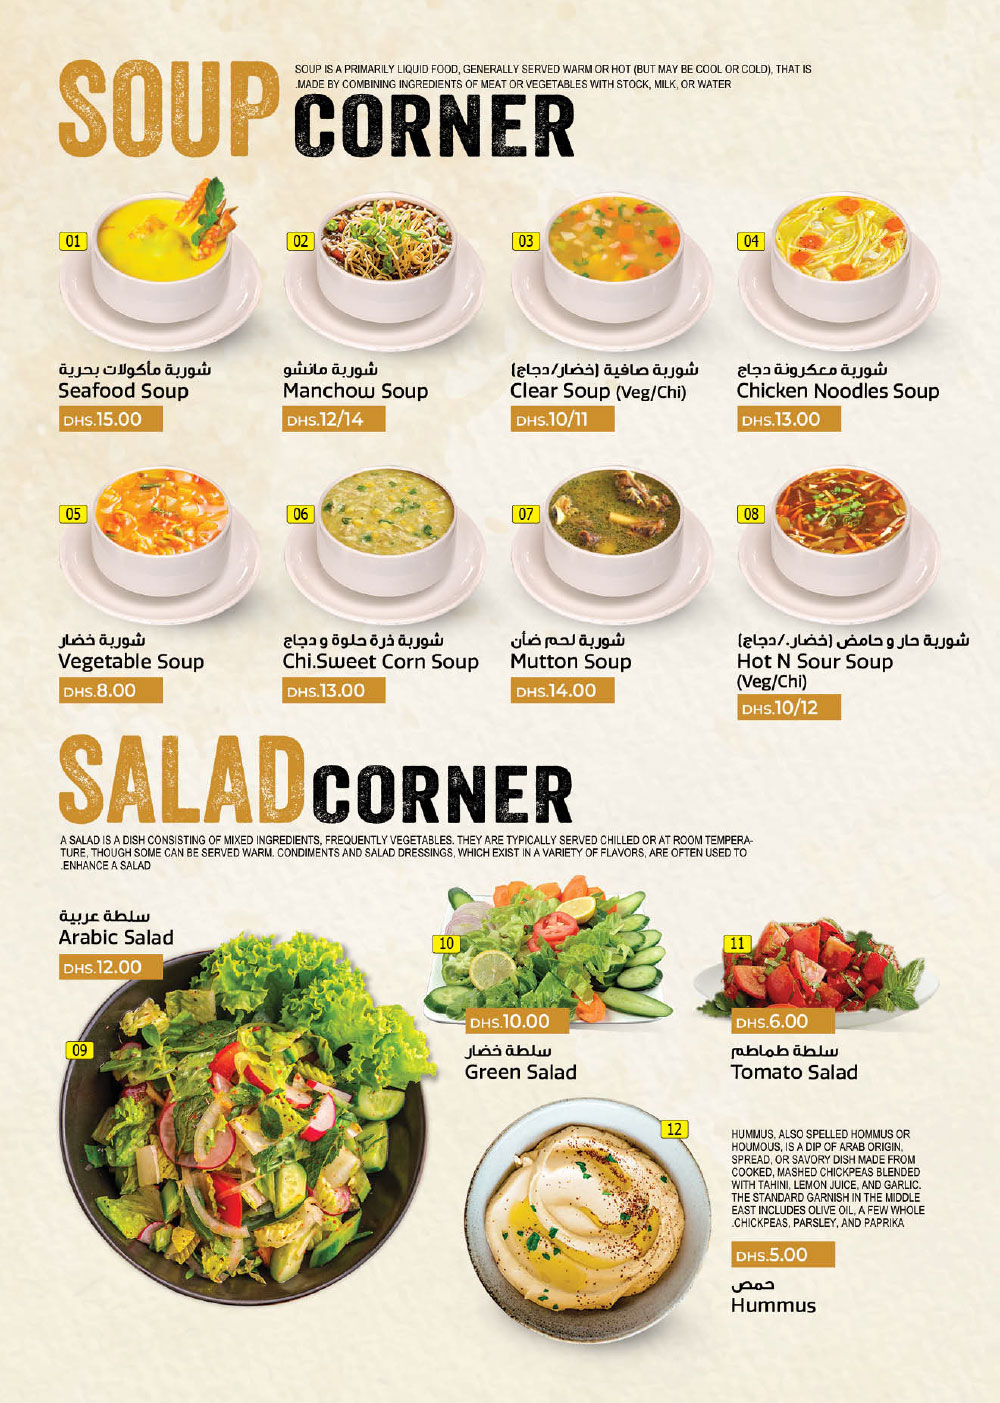 SOUP CORNER
SOUP IS A PRIMARILY LIQUID FOOD, GENERALLY SERVED WARM OR HOT (BUT MAY BE COOL OR COLD), THAT IS
.MADE BY COMBINING INGREDIENTS OF MEAT OR VEGETABLES WITH STOCK, MILK, OR WATER
01
شوربة مأكولات بحرية
Seafood Soup
DHS.15.00
02
شوربة مانشو
Manchow Soup
DHS.12/14
03
شوربة صافية (خضار/دجاج)
Clear Soup (Veg/Chi)
DHS.10/11
04
شوربة معكرونة دجاج
Chicken Noodles Soup
DHS.13.00
05
شوربة خضار
Vegetable Soup
DHS.8.00
06
شوربة ذرة حلوة و دجاج
Chi.Sweet Corn Soup
DHS.13.00
07
شوربة لحم ضأن
Mutton Soup
DHS.14.00
08
شوربة حار و حامض (خضار./دجاج)
Hot N Sour Soup
(Veg/Chi)
DHS.10/12
SALAD CORNER
A SALAD IS A DISH CONSISTING OF MIXED INGREDIENTS, FREQUENTLY VEGETABLES. THEY ARE TYPICALLY SERVED CHILLED OR AT ROOM TEMPERA-
TURE, THOUGH SOME CAN BE SERVED WARM. CONDIMENTS AND SALAD DRESSINGS, WHICH EXIST IN A VARIETY OF FLAVORS, ARE OFTEN USED TO
.ENHANCE A SALAD
سلطة عربية
Arabic Salad
DHS.12.00
09
10
DHS.10.00
سلطة خضار
Green Salad
11
DHS.6.00
سلطة طماطم
Tomato Salad
12
HUMMUS, ALSO SPELLED HOMMUS OR
HOUMOUS, IS A DIP OF ARAB ORIGIN,
SPREAD, OR SAVORY DISH MADE FROM
COOKED, MASHED CHICKPEAS BLENDED
WITH TAHINI, LEMON JUICE, AND GARLIC.
THE STANDARD GARNISH IN THE MIDDLE
EAST INCLUDES OLIVE OIL, A FEW WHOLE
.CHICKPEAS, PARSLEY, AND PAPRIKA
DHS.5.00
حمص
Hummus